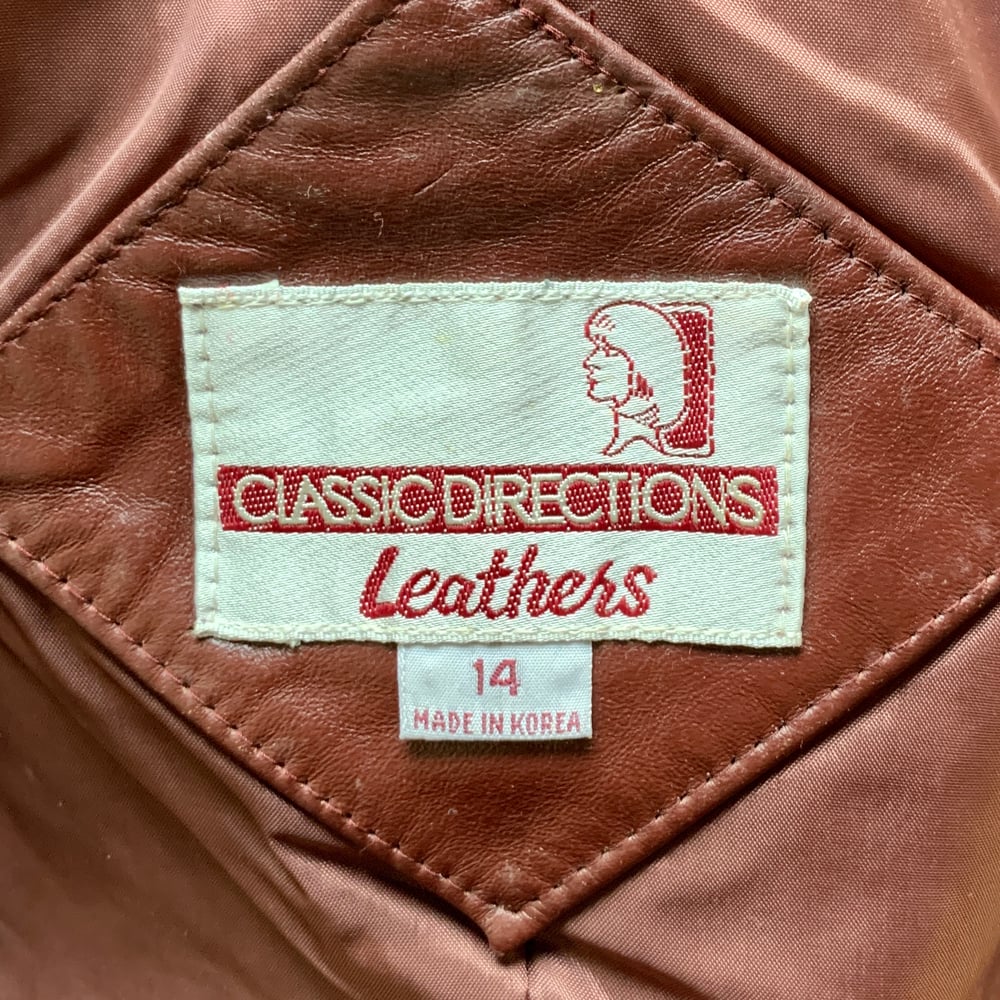 CLASSIC DIRECTIONS
Leathers
14
MADE IN KOREA